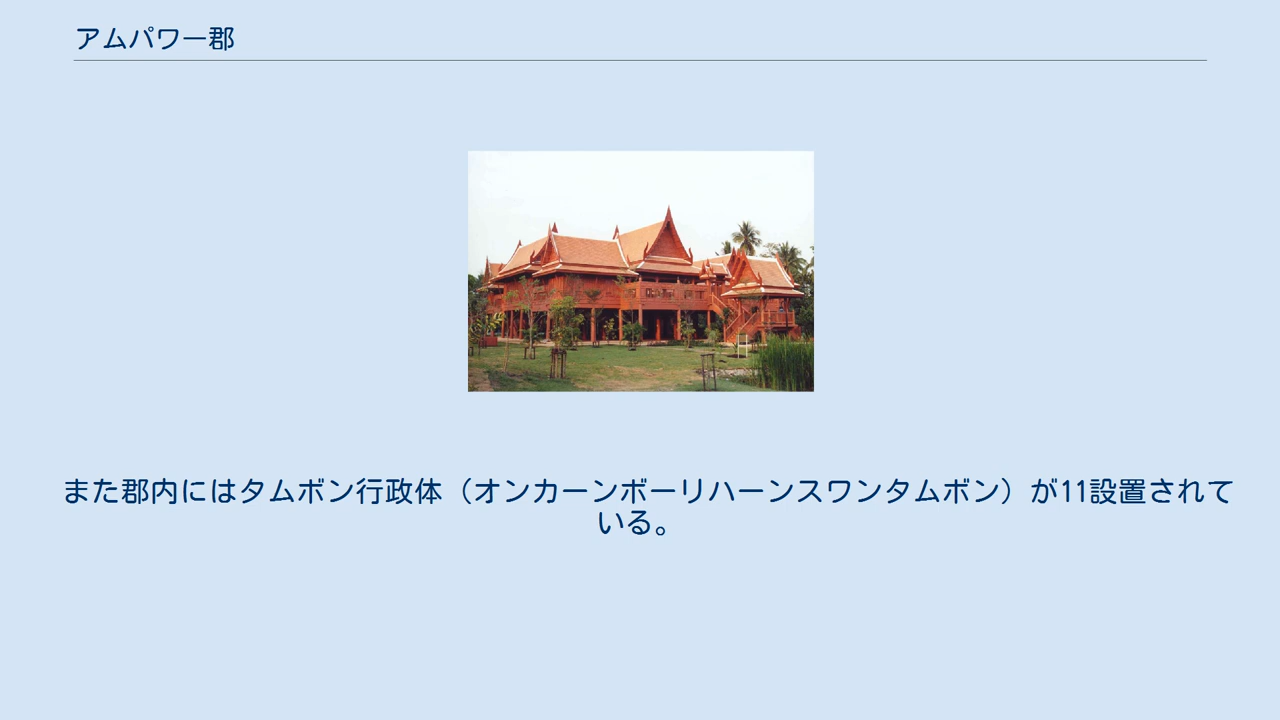 アムパワー郡
また郡内にはタムボン行政体（オンカーンボーリハーンスワンタムボン）が11設置されて
いる。